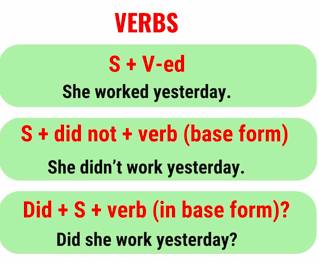 VERBS
S + V-ed
She worked yesterday.
S + did not + verb (base form)
She didn’t work yesterday.
Did + S + verb (in base form)?
Did she work yesterday?